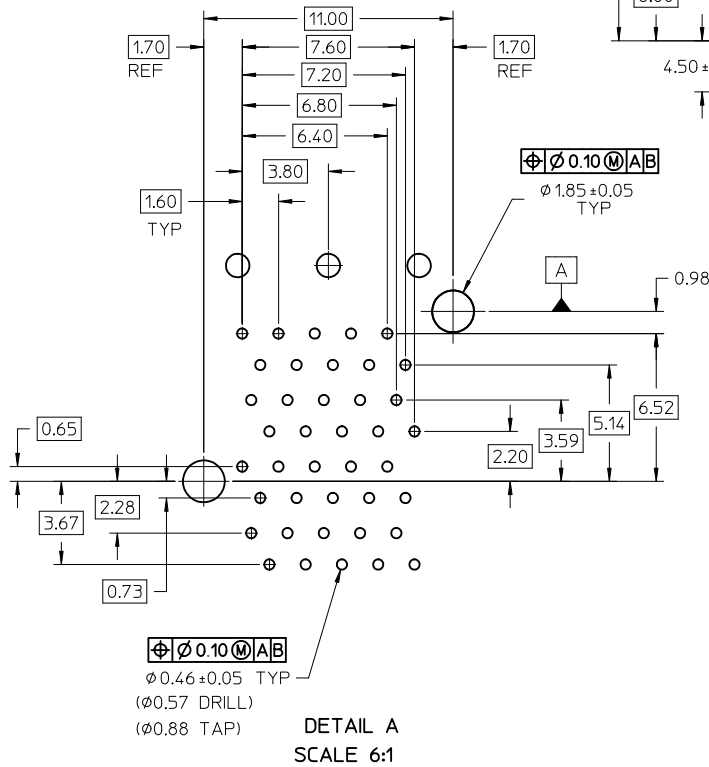 11.00
1.70
REF
7.60
1.70
REF
7.20
6.80
6.40
3.80
1.60
TYP
4.50 ±
⌖ Ø 0.10 Ⓜ A B
Ø 1.85 ±0.05
TYP
A
0.98
6.52
5.14
3.59
2.20
0.65
3.67
2.28
0.73
⌖ Ø 0.10 Ⓜ A B
Ø 0.46 ±0.05 TYP
(Ø0.57 DRILL)
(Ø0.88 TAP)
DETAIL A
SCALE 6:1